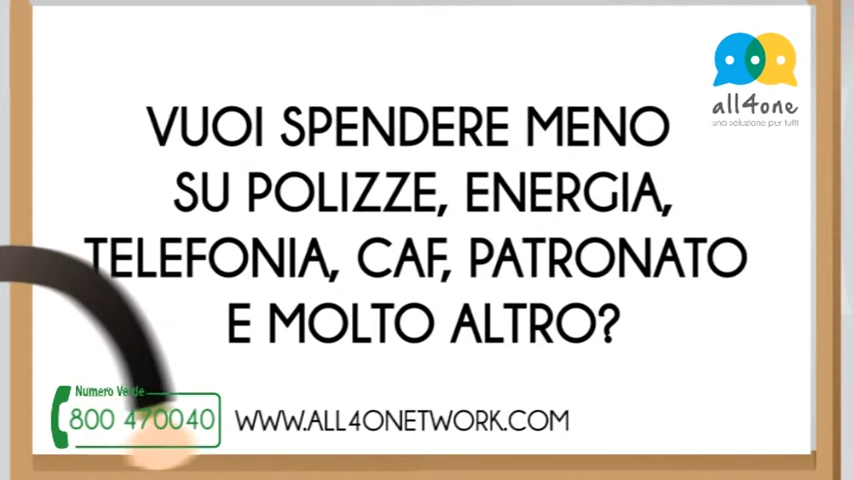 all4one
una soluzione per tutti
VUOI SPENDERE MENO
SU POLIZZE, ENERGIA,
TELEFONIA, CAF, PATRONATO
E MOLTO ALTRO?
Numero Verde
800 470040
WWW.ALL4ONETWORK.COM